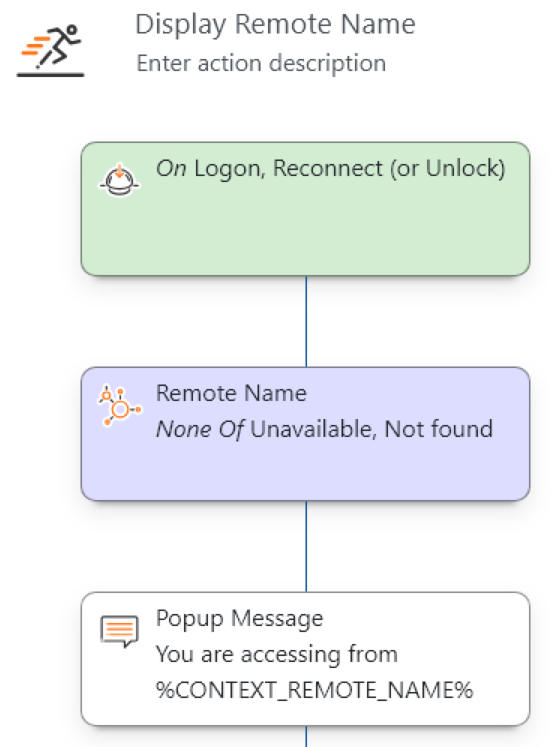 Display Remote Name
Enter action description
On Logon, Reconnect (or Unlock)
Remote Name
None Of Unavailable, Not found
Popup Message
You are accessing from
%CONTEXT_REMOTE_NAME%